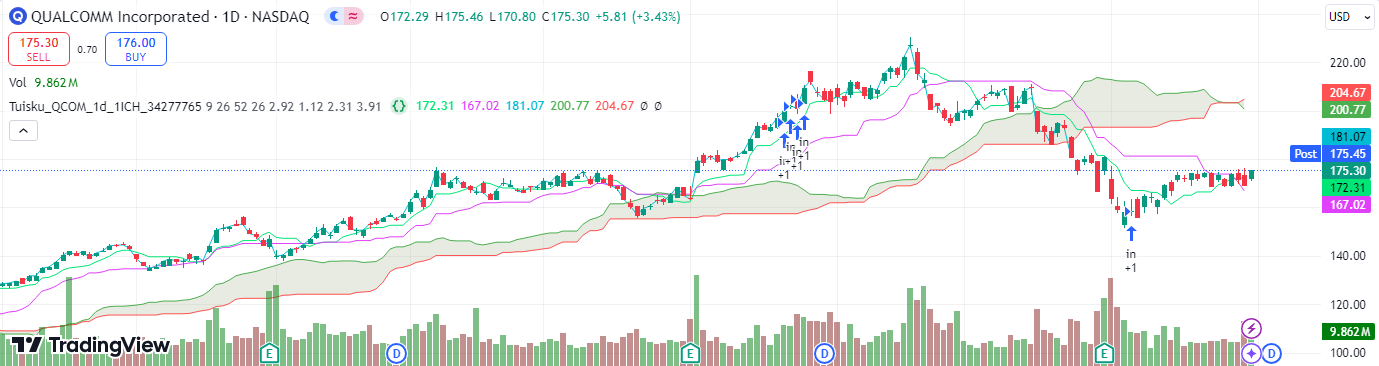 QUALCOMM Incorporated · 1D · NASDAQ O172.29 H175.46 L170.80 C175.30 +5.81 (+3.43%)
USD
175.30 SELL 0.70 176.00 BUY
Vol 9.862 M
Tuisku_QCOM_1d_1ICH_34277765 9 26 52 26 2.92 1.12 2.31 3.91 {} 172.31 167.02 181.07 200.77 204.67 Ø Ø
220.00
204.67
200.77
181.07
Post 175.45
175.30
172.31
167.02
140.00
120.00
9.862 M
100.00
in
in
+1
+1
+1
in
+1
TradingView
E D E D E D